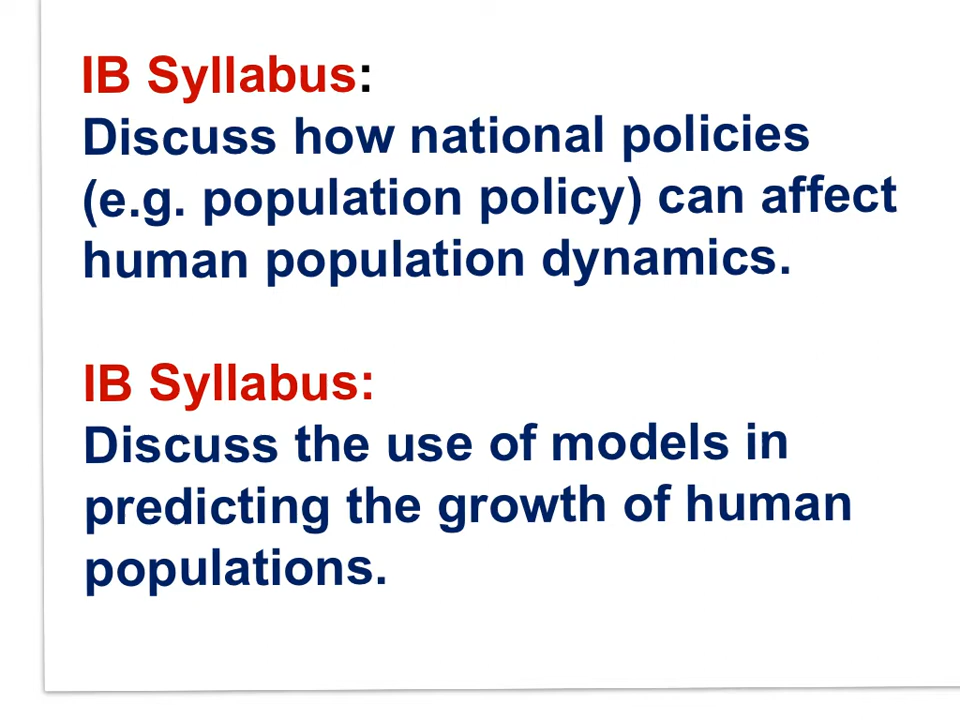 IB Syllabus:
Discuss how national policies
(e.g. population policy) can affect
human population dynamics.
IB Syllabus:
Discuss the use of models in
predicting the growth of human
populations.